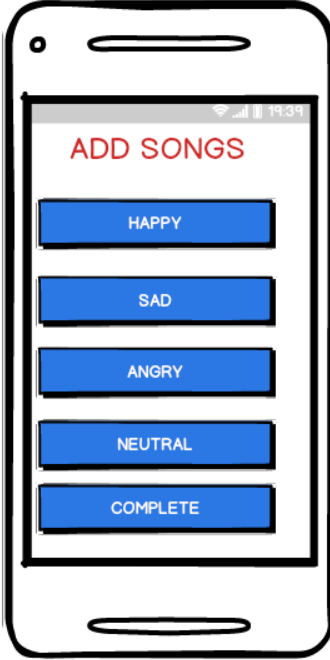 19:39
ADD SONGS
HAPPY
SAD
ANGRY
NEUTRAL
COMPLETE